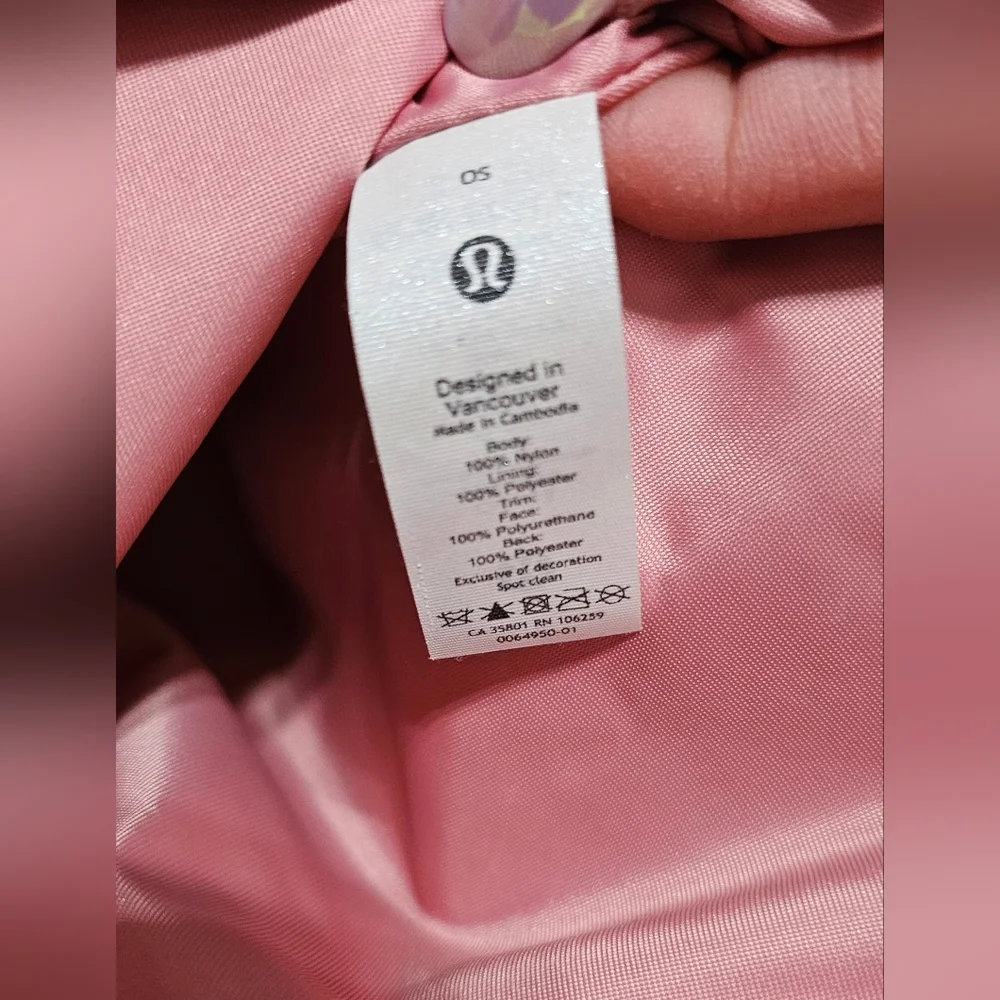 OS
Designed in
Vancouver
Made in Cambodia
Body:
100% Nylon
Lining:
100% Polyester
Trim:
Face:
100% Polyurethane
Back:
100% Polyester
Exclusive of decoration
Spot clean
CA 35801 RN 106259
0064950-01